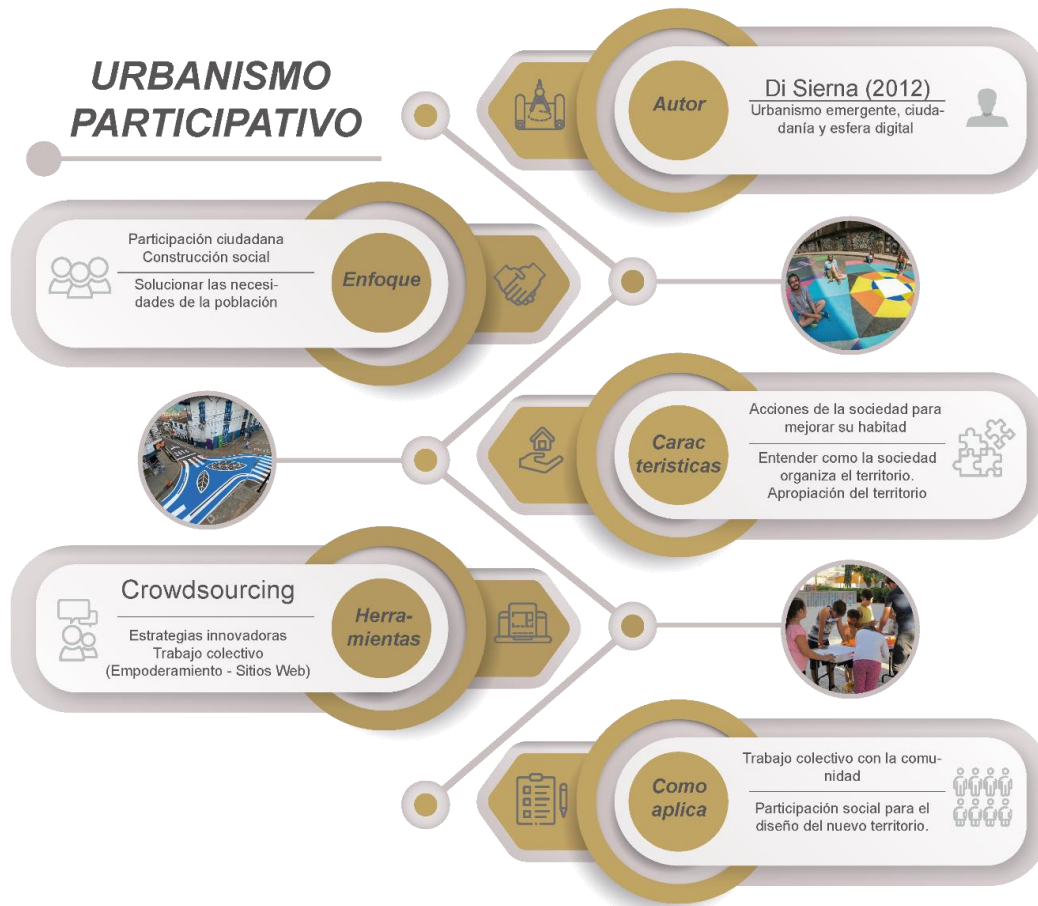 URBANISMO
PARTICIPATIVO
Autor
Di Sierna (2012)
Urbanismo emergente, ciuda-
danía y esfera digital
Participación ciudadana
Construcción social
Solucionar las necesi-
dades de la población
Enfoque
Carac
teristicas
Acciones de la sociedad para
mejorar su habitad
Entender como la sociedad
organiza el territorio.
Apropiación del territorio
Crowdsourcing
Estrategias innovadoras
Trabajo colectivo
(Empoderamiento - Sitios Web)
Herra-
mientas
Como
aplica
Trabajo colectivo con la comu-
nidad
Participación social para el
diseño del nuevo territorio.